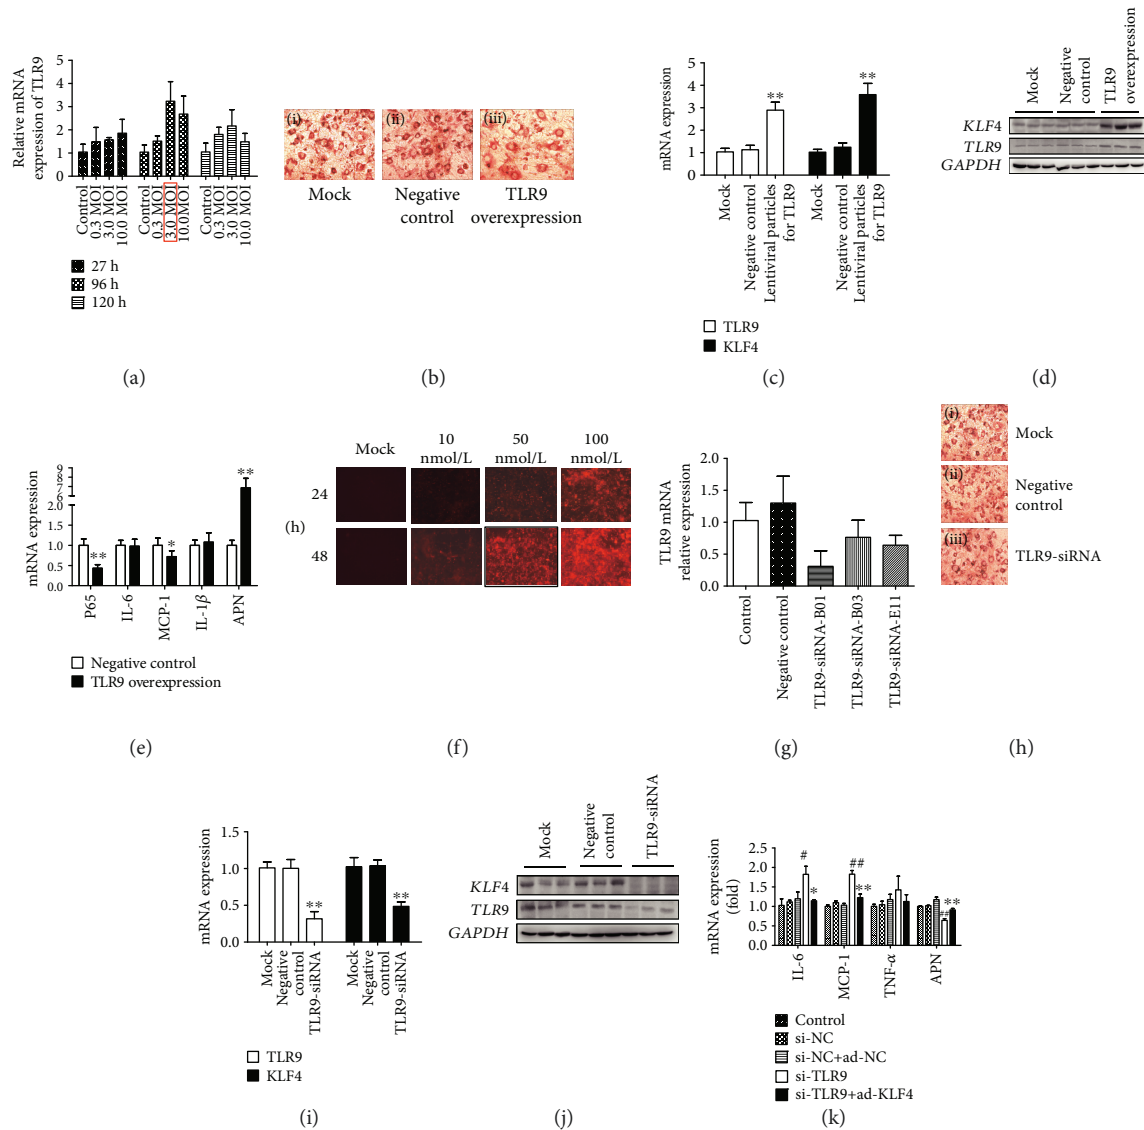 Relative mRNA
expression of TLR9
5
4
3
2
1
0
Control
0.3 MOI
3.0 MOI
10.0 MOI
Control
0.3 MOI
3.0 MOI
10.0MOI
Control
0.3 MOI
3.0 MOI
10.0 MOI
27 h
96 h
120 h
(a)
(i)
(ii)
(iii)
Mock
Negative
control
TLR9
overexpression
(b)
mRNA expression
5
4
3
2
1
0
**
**
Mock
Negative control
Lentiviral particles
for TLR9
Mock
Negative control
Lentiviral particles
for TLR9
TLR9
KLF4
(c)
Mock
Negative
control
TLR9
overexpression
KLF4
TLR9
GAPDH
(d)
mRNA expression
9
8
7
6
2.0
1.5
1.0
0.5
0.0
**
*
**
P65
IL-6
MCP-1
IL-1β
APN
Negative control
TLR9 overexpression
(e)
Mock
10
nmol/L
50
nmol/L
100
nmol/L
24
(h)
48
(f)
TLR9 mRNA
relative expression
2.0
1.5
1.0
0.5
0.0
Control
Negative control
TLR9-siRNA-B01
TLR9-siRNA-B03
TLR9-siRNA-E11
(g)
(i)
Mock
(ii)
Negative
control
(iii)
TLR9-siRNA
(h)
mRNA expression
1.5
1.0
0.5
0.0
**
**
Mock
Negative
control
TLR9-siRNA
Mock
Negative
control
TLR9-siRNA
TLR9
KLF4
(i)
Mock
Negative
control
TLR9-siRNA
KLF4
TLR9
GAPDH
(j)
mRNA expression
(fold)
2.5
2.0
1.5
1.0
0.5
0.0
#
*
##
**
##
**
IL-6
MCP-1
TNF-α
APN
Control
si-NC
si-NC+ad-NC
si-TLR9
si-TLR9+ad-KLF4
(k)